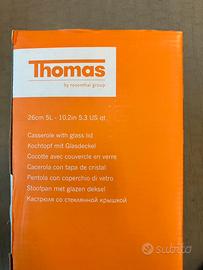 Thomas
by rosenthal group
26cm 5L - 10.2in 5.3 US qt
Casserole with glass lid
Kochtopf mit Glasdeckel
Cocotte avec couvercle en verre
Cacerola con tapa de cristal
Pentola con coperchio di vetro
Stoofpan met glazen deksel
Кастрюля со стеклянной крышкой
subito